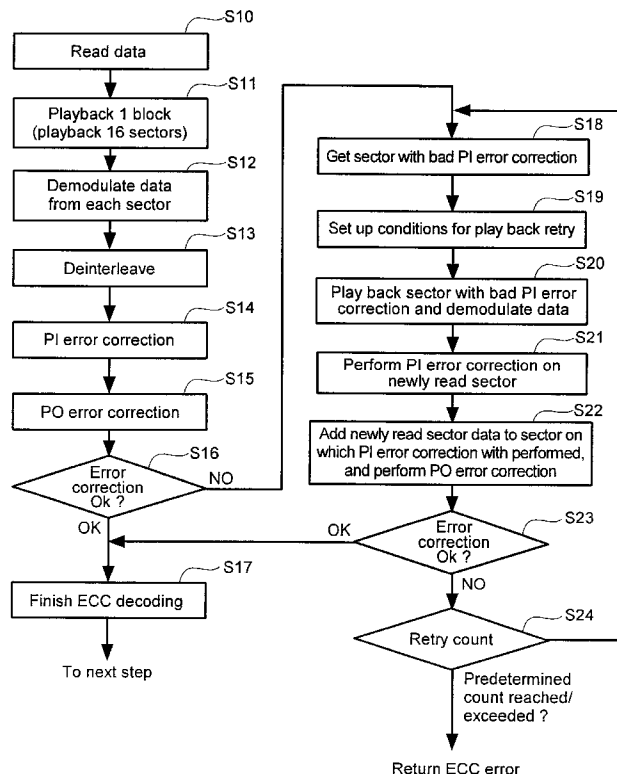 S10
Read data
S11
Playback 1 block
(playback 16 sectors)
S12
Demodulate data
from each sector
S13
Deinterleave
S14
PI error correction
S15
PO error correction
S16
Error
correction
Ok ?
NO
OK
S17
Finish ECC decoding
To next step
S18
Get sector with bad PI error correction
S19
Set up conditions for play back retry
S20
Play back sector with bad PI error
correction and demodulate data
S21
Perform PI error correction on
newly read sector
S22
Add newly read sector data to sector on
which PI error correction with performed,
and perform PO error correction
S23
Error
correction
Ok ?
OK
NO
S24
Retry count
Predetermined
count reached/
exceeded ?
Return ECC error